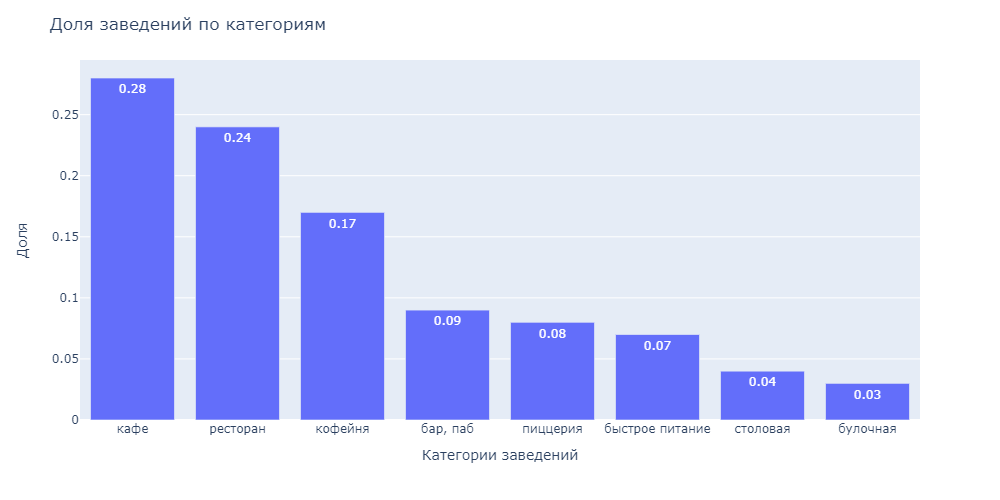 Доля заведений по категориям
Доля
0.25
0.2
0.15
0.1
0.05
0
0.28
0.24
0.17
0.09
0.08
0.07
0.04
0.03
кафе
ресторан
кофейня
бар, паб
пиццерия
быстрое питание
столовая
булочная
Категории заведений